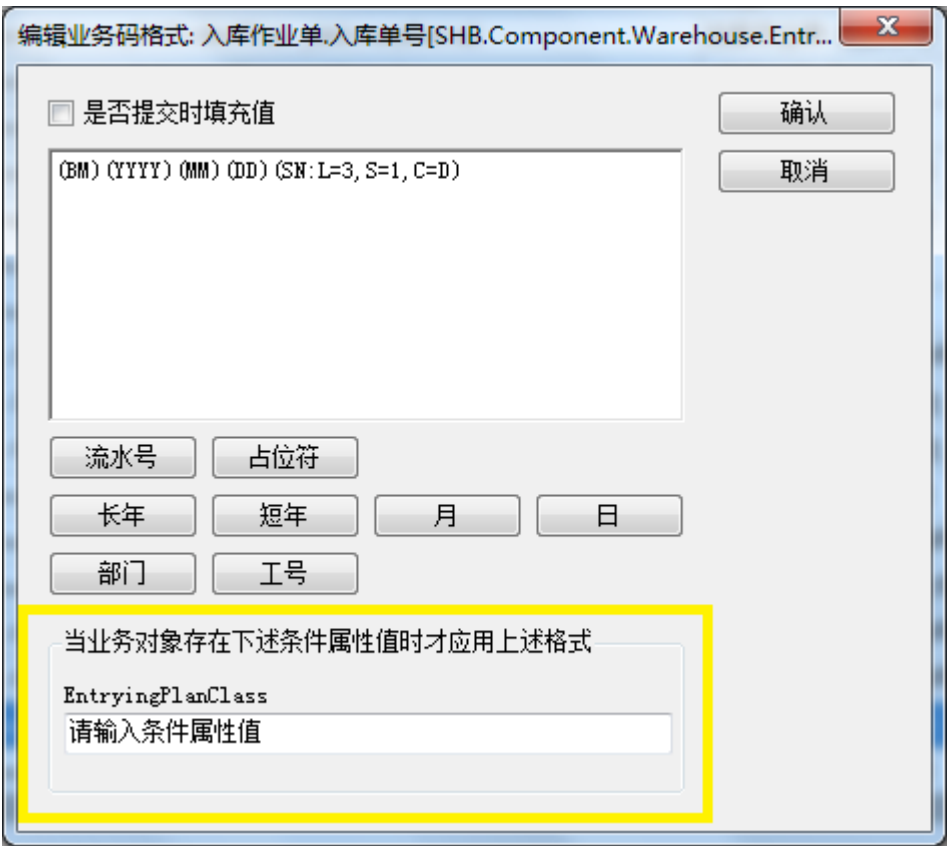 编辑业务码格式: 入库作业单.入库单号[SHB.Component.Warehouse.Entr...
是否提交时填充值
确认
(BM)(YYYY)(MM)(DD)(SN:L=3,S=1,C=D)
取消
流水号 占位符
长年 短年 月 日
部门 工号
当业务对象存在下述条件属性值时才应用上述格式
EntryingPlanClass
请输入条件属性值